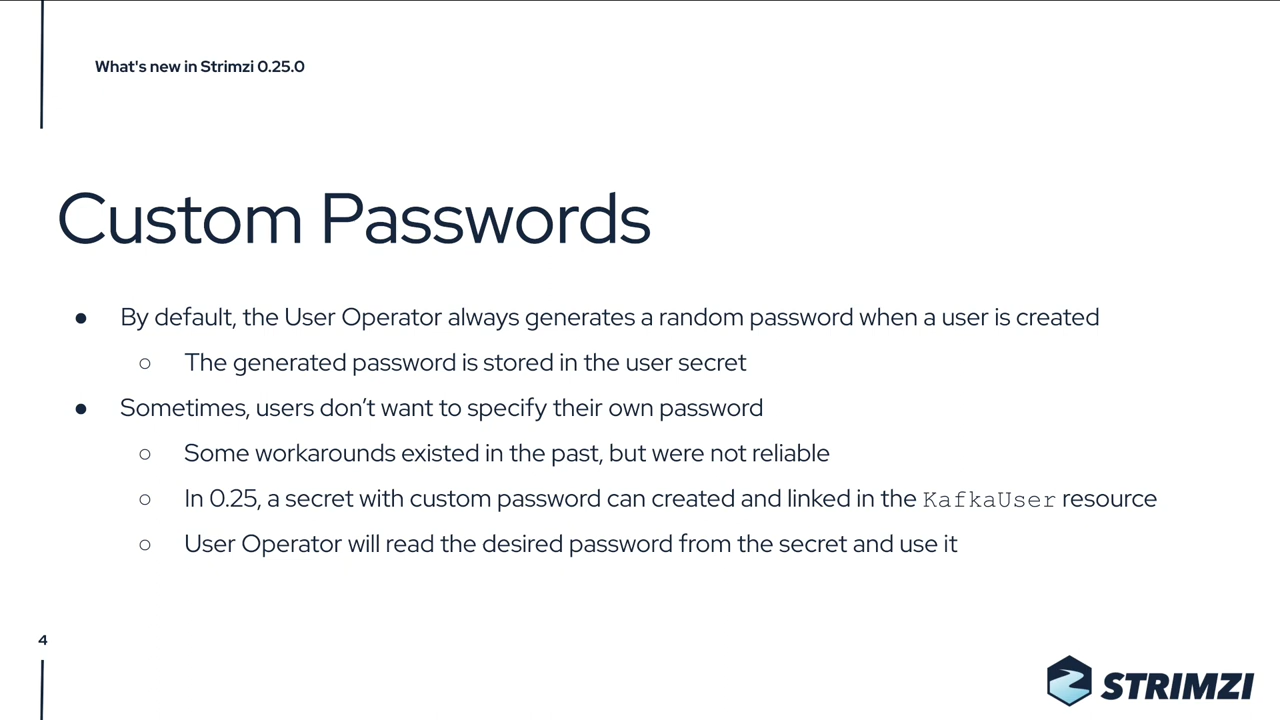 What's new in Strimzi 0.25.0
Custom Passwords
● By default, the User Operator always generates a random password when a user is created
○ The generated password is stored in the user secret
● Sometimes, users don’t want to specify their own password
○ Some workarounds existed in the past, but were not reliable
○ In 0.25, a secret with custom password can created and linked in the KafkaUser resource
○ User Operator will read the desired password from the secret and use it
4
STRIMZI